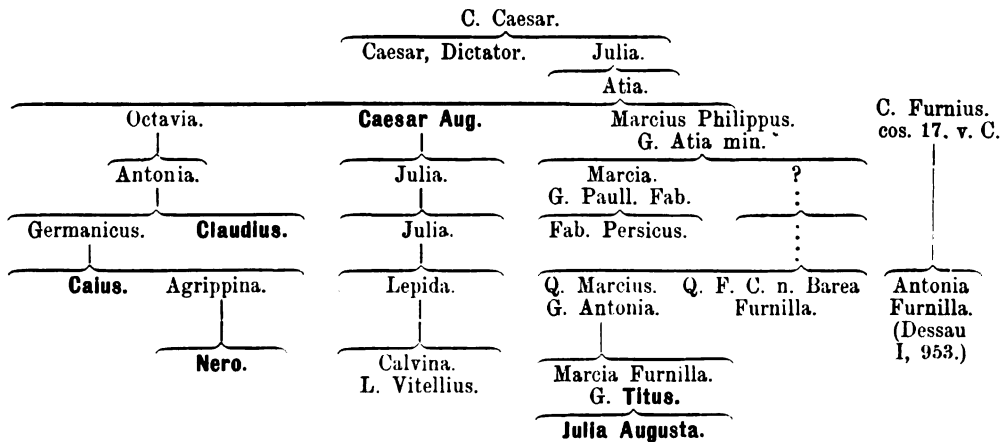 C. Caesar.
Caesar, Dictator. Julia.
Atia.
Octavia. Caesar Aug. Marcius Philippus. C. Furnius.
G. Atia min. cos. 17. v. C.
Antonia. Julia. Marcia. ?
G. Paull. Fab.
Germanicus. Claudius. Julia. Fab. Persicus.
Caius. Agrippina. Lepida. Q. Marcius. Q. F. C. n. Barea Antonia
G. Antonia. Furnilla. Furnilla.
(Dessau
I, 953.)
Nero. Calvina. Marcia Furnilla.
L. Vitellius. G. Titus.
Julia Augusta.